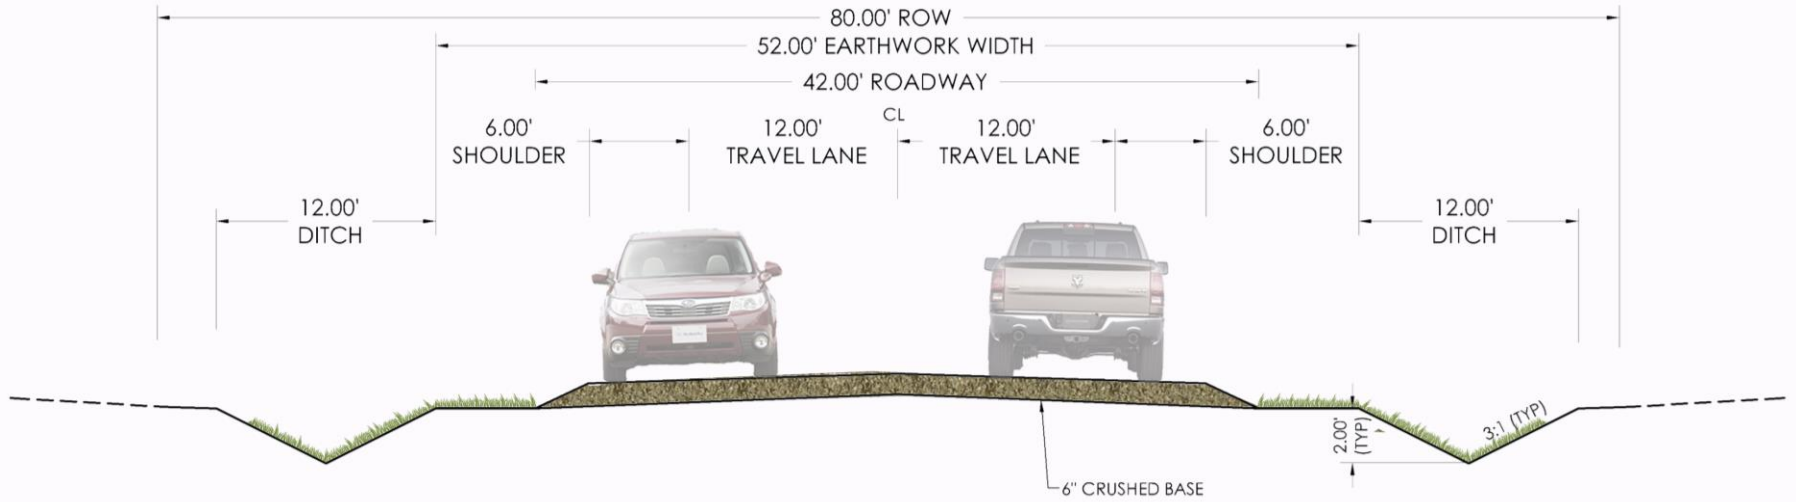 80.00' ROW
52.00' EARTHWORK WIDTH
42.00' ROADWAY
CL
6.00'
SHOULDER
12.00'
TRAVEL LANE
12.00'
TRAVEL LANE
6.00'
SHOULDER
12.00'
DITCH
12.00'
DITCH
2.00'
(TYP)
3:1 (TYP)
6" CRUSHED BASE